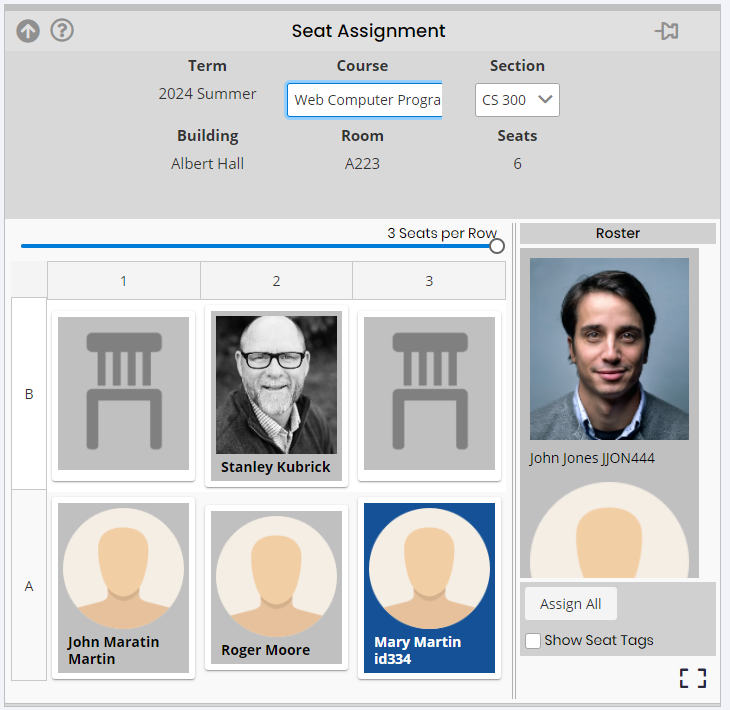 Seat Assignment
Term
Course
Section
2024 Summer
Web Computer Progra
CS 300
Building
Room
Seats
Albert Hall
A223
6
3 Seats per Row
1
2
3
B
Stanley Kubrick
A
John Maratin
Martin
Roger Moore
Mary Martin
id334
Roster
John Jones JJON444
Assign All
Show Seat Tags